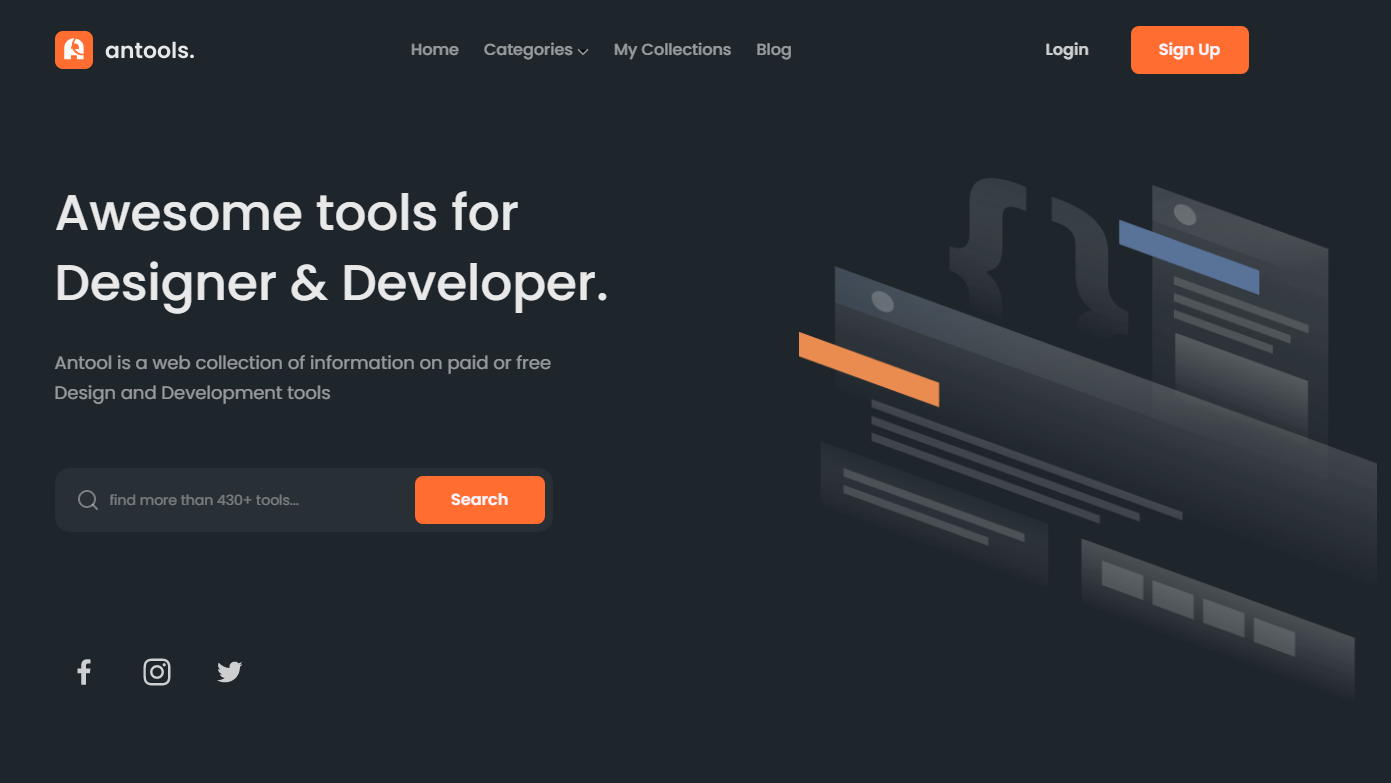 antools.
Home Categories My Collections Blog
Login
Sign Up
Awesome tools for
Designer & Developer.
Antool is a web collection of information on paid or free
Design and Development tools
find more than 430+ tools...
Search
{ }